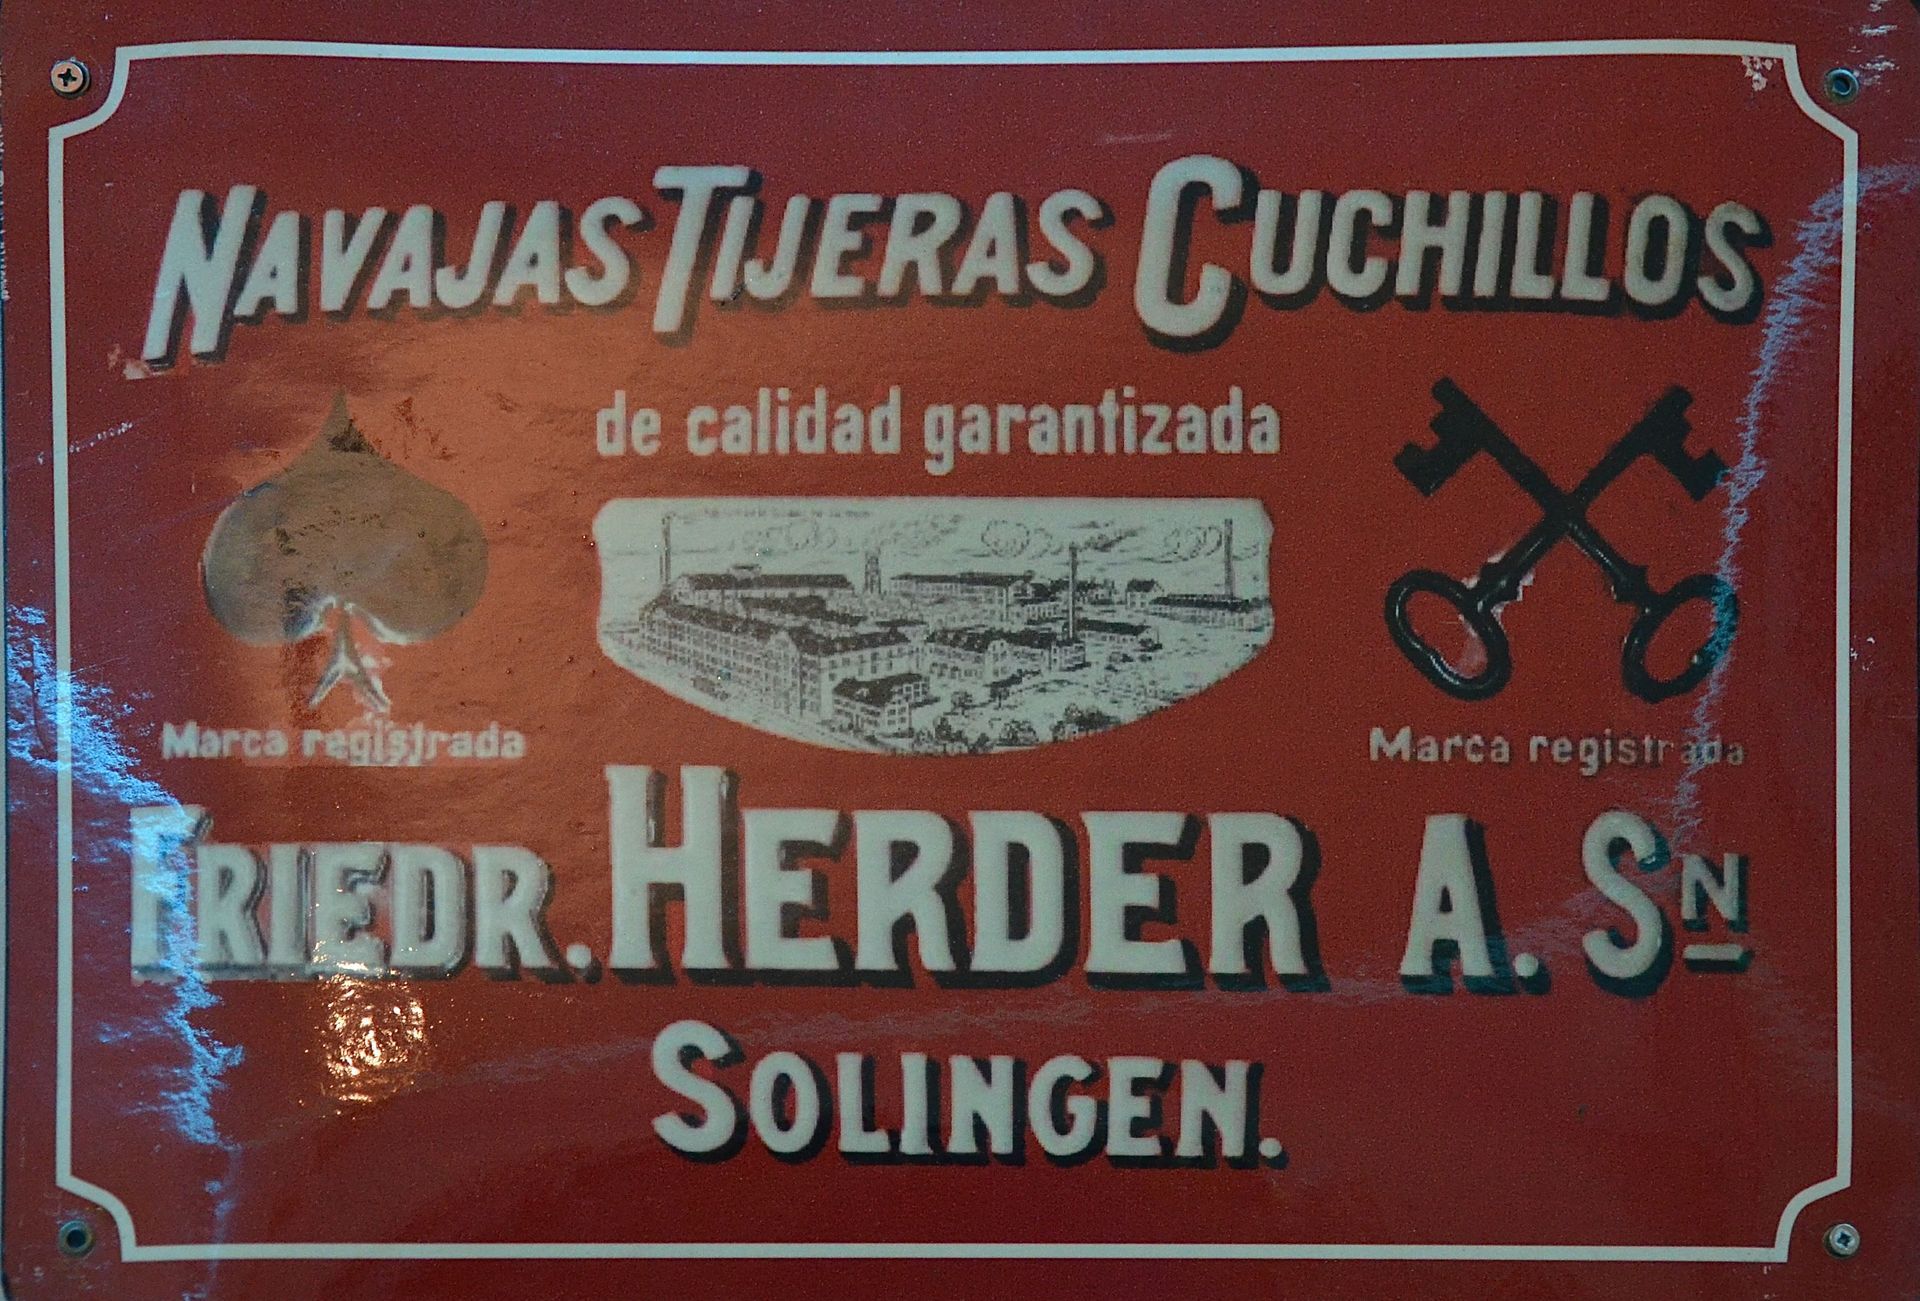 NAVAJAS TIJERAS CUCHILLOS
de calidad garantizada
Marca registrada
Marca registrada
FRIEDR. HERDER A. SN
SOLINGEN.